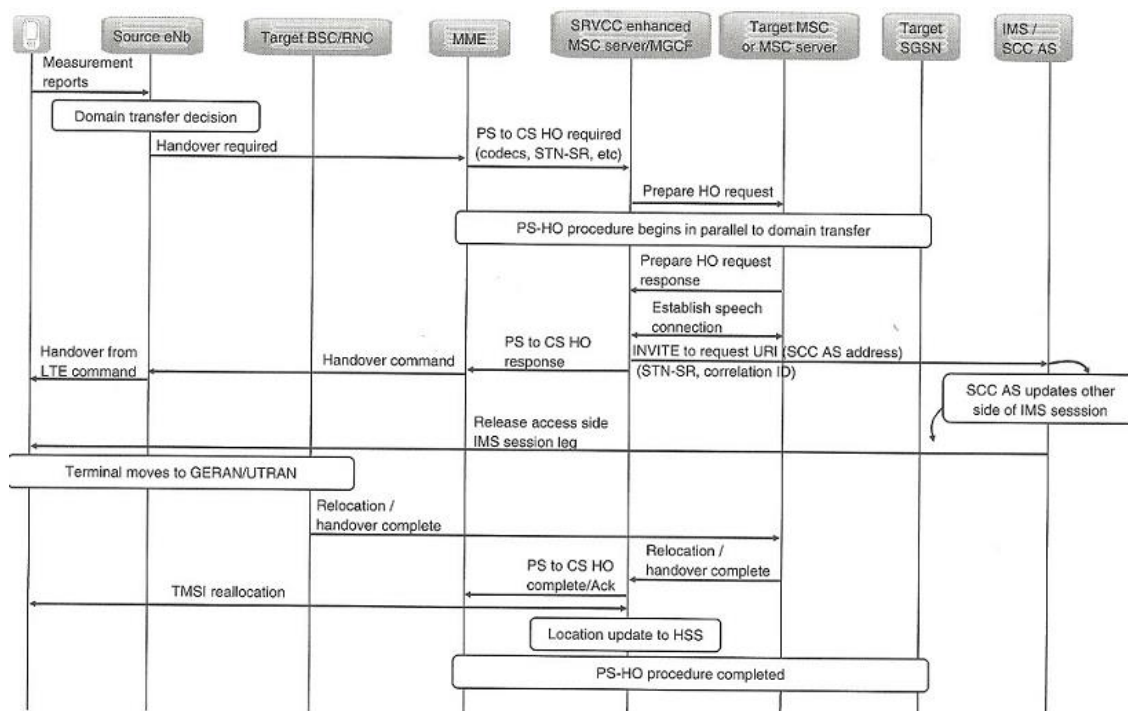 Source eNb
Target BSC/RNC
MME
SRVCC enhanced
MSC server/MGCF
Target MSC
or MSC server
Target
SGSN
IMS /
SCC AS
Measurement
reports
Domain transfer decision
Handover required
PS to CS HO required
(codecs, STN-SR, etc)
Prepare HO request
PS-HO procedure begins in parallel to domain transfer
Prepare HO request
response
Establish speech
connection
Handover from
LTE command
Handover command
PS to CS HO
response
INVITE to request URI (SCC AS address)
(STN-SR, correlation ID)
SCC AS updates other
side of IMS sesssion
Release access side
IMS session leg
Terminal moves to GERAN/UTRAN
Relocation /
handover complete
Relocation /
handover complete
PS to CS HO
complete/Ack
TMSI reallocation
Location update to HSS
PS-HO procedure completed